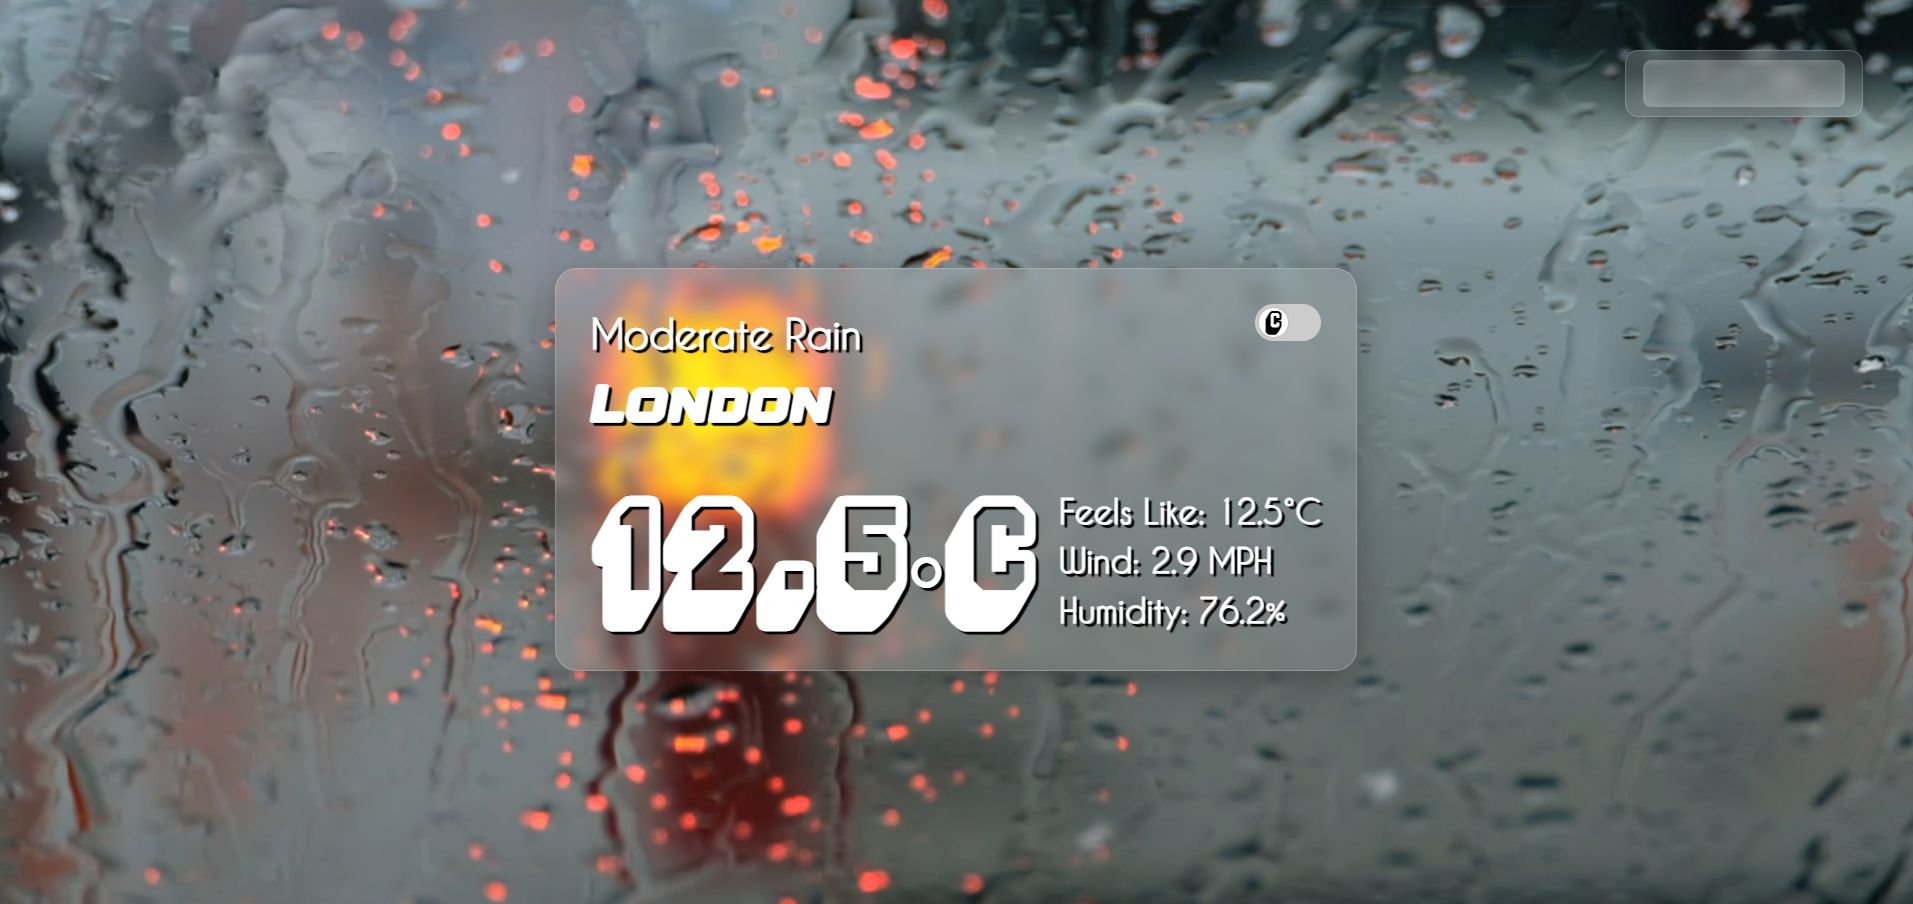 Moderate Rain
C
LONDON
12.5°C
Feels Like: 12.5°C
Wind: 2.9 MPH
Humidity: 76.2%